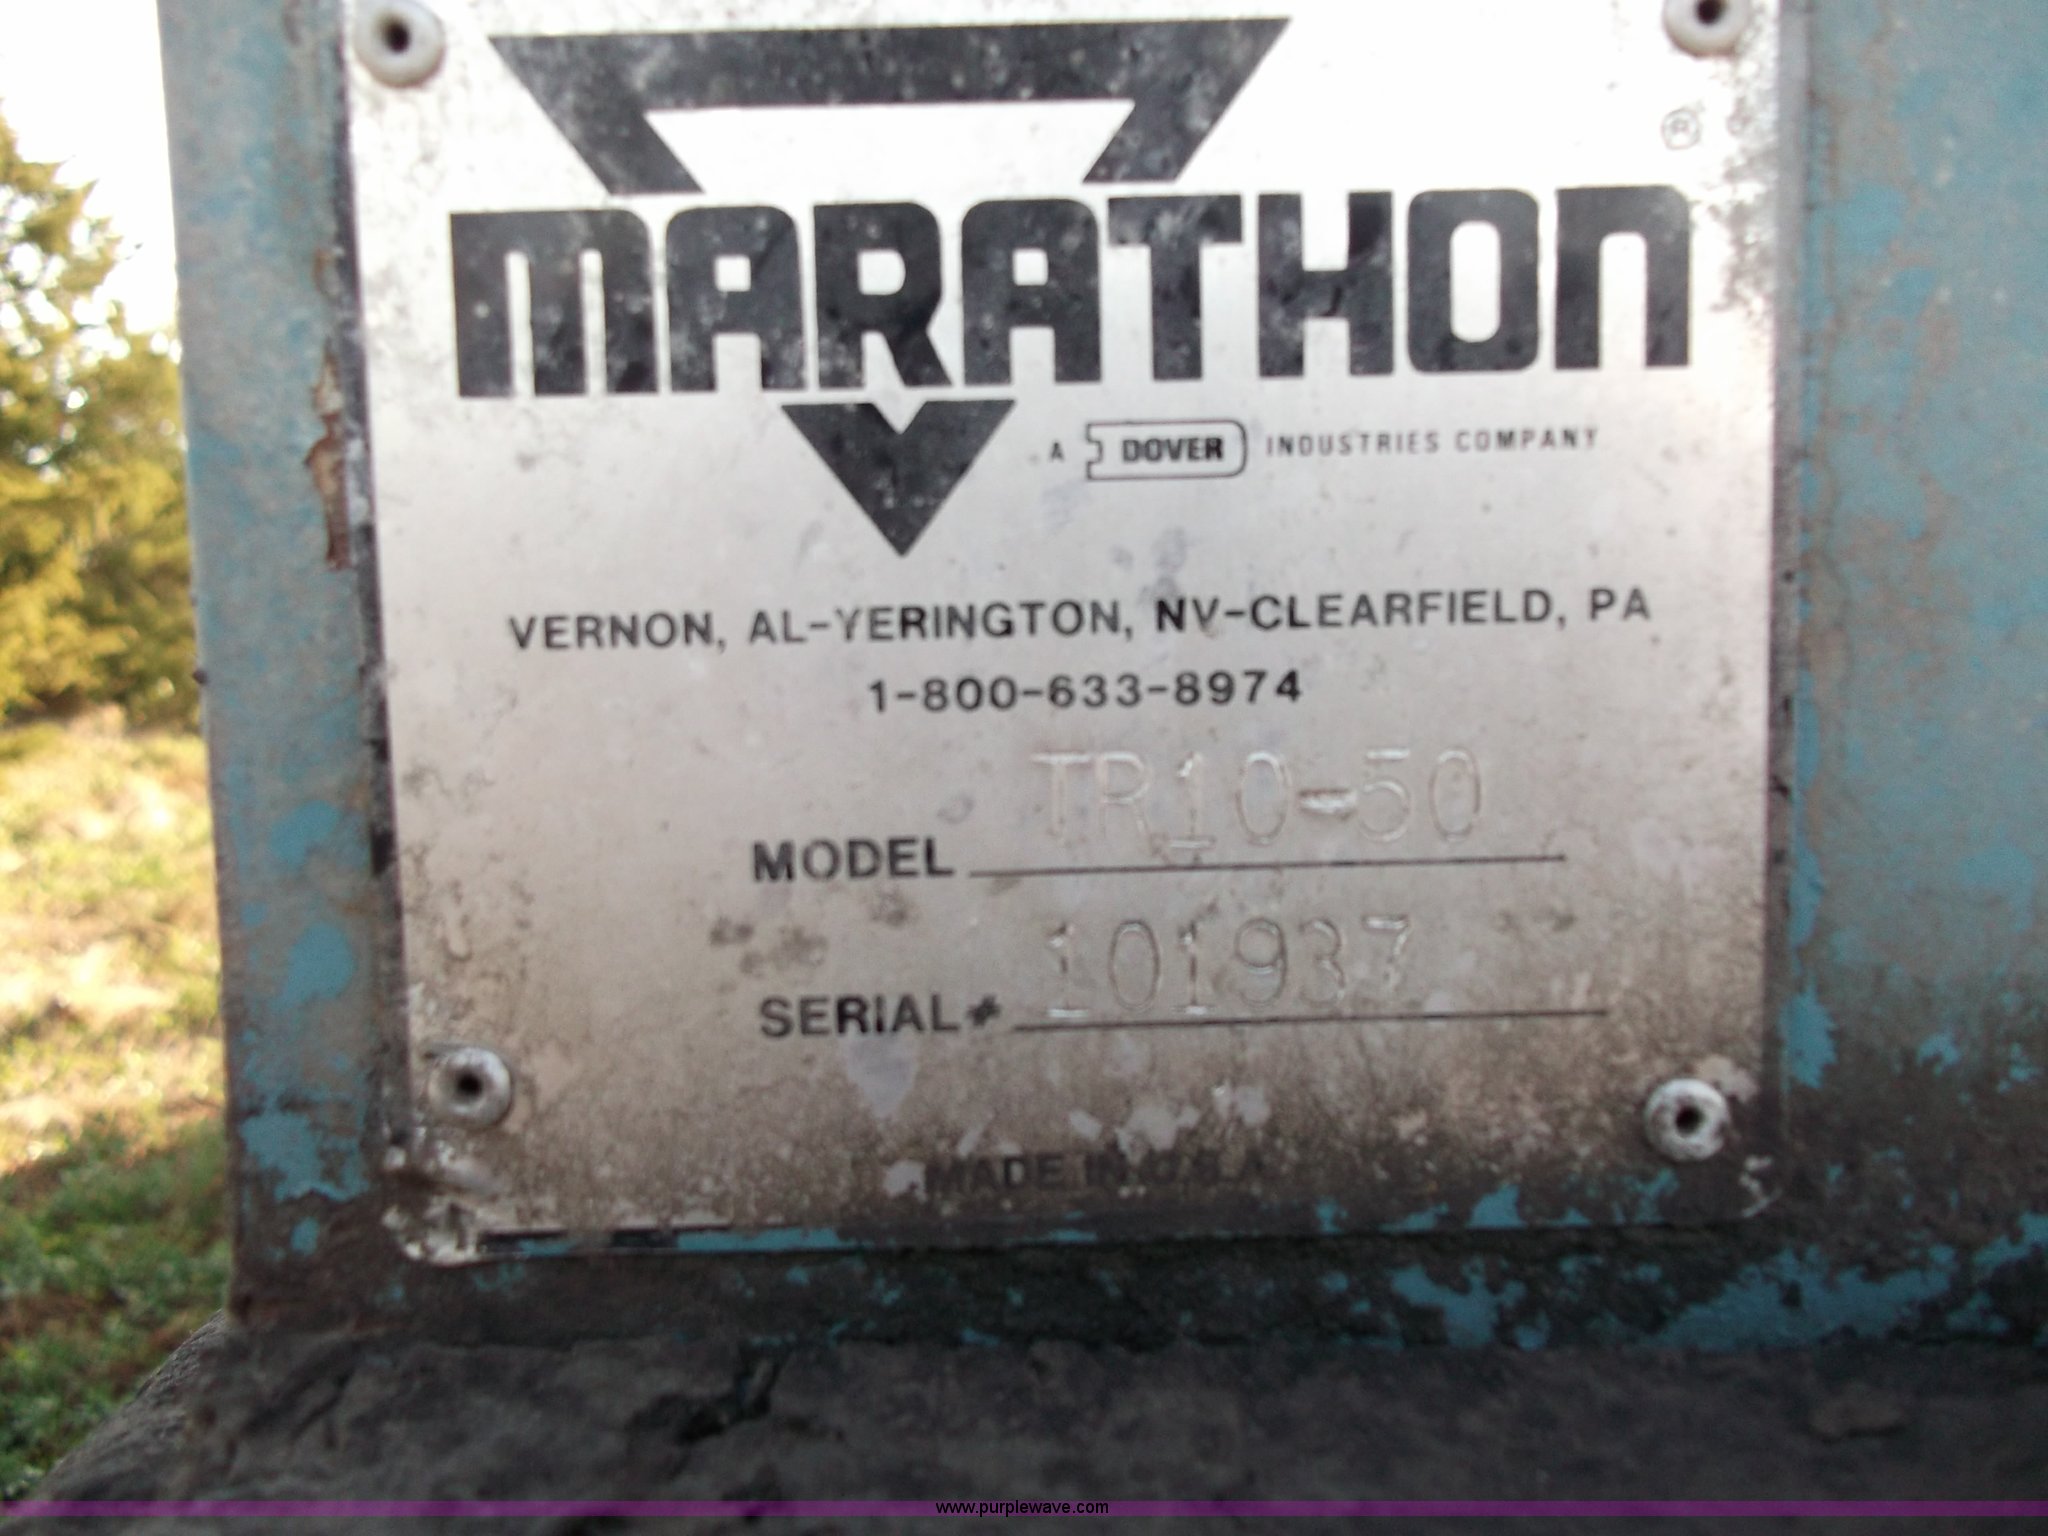 ®
MARATHON
A DOVER INDUSTRIES COMPANY
VERNON, AL-YERINGTON, NV-CLEARFIELD, PA
1-800-633-8974
MODEL TR10-50
SERIAL# 101937
MADE IN U.S.A
www.purplewave.com